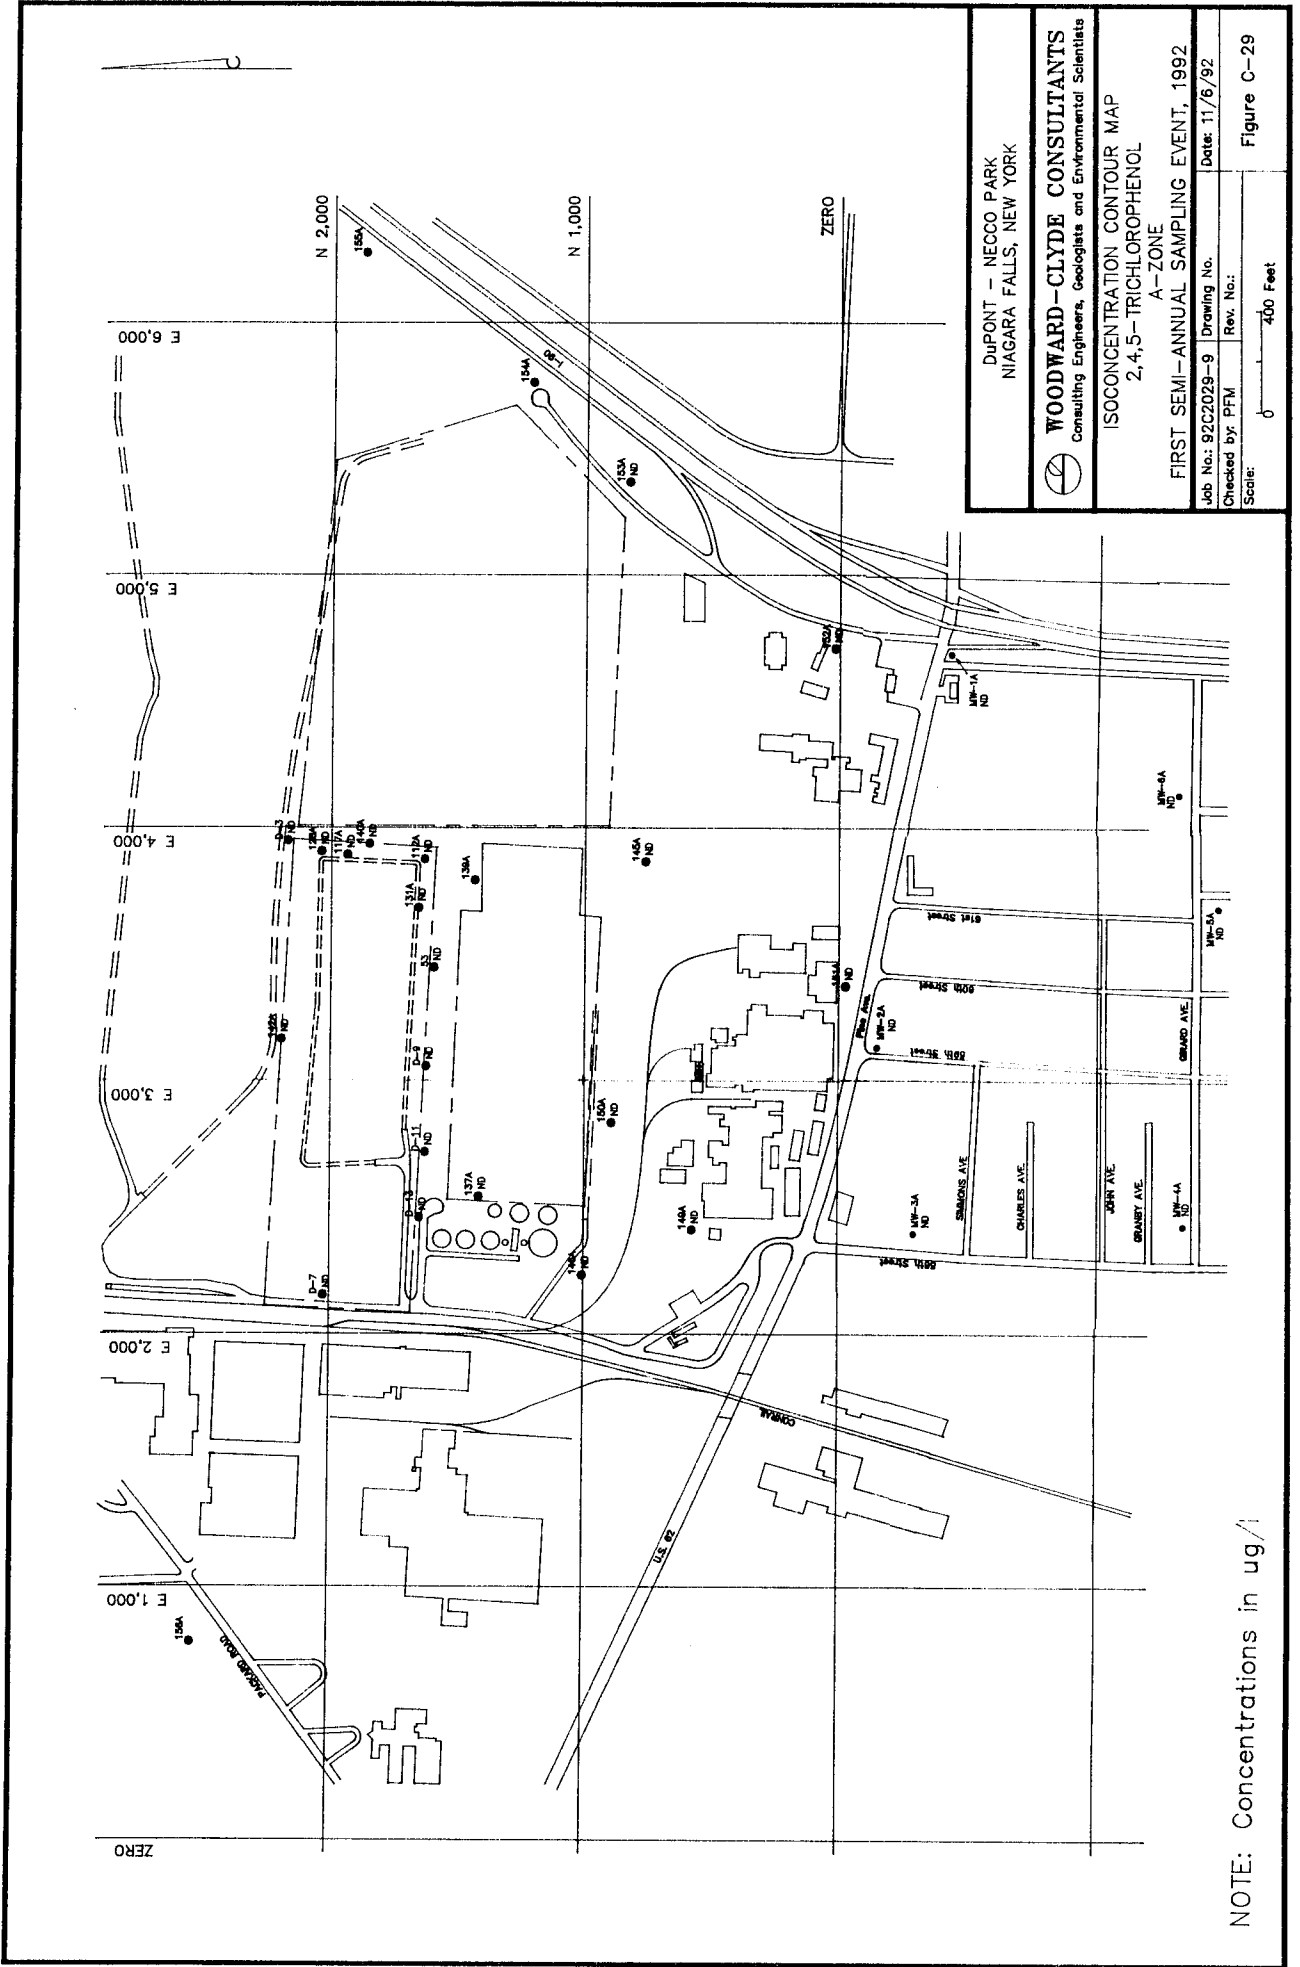 N 2,000
N 1,000
ZERO
E 6,000
E 5,000
E 4,000
E 3,000
E 2,000
E 1,000
ZERO
155A
154A
I-90
153A
ND
152A
ND
MW-1A
ND
MW-6A
ND
MW-5A
ND
D-3
ND
ND
117A
ND
140A
ND
112A
ND
131A
ND
139A
145A
53
ND
142A
ND
D-9
ND
D-11
ND
D-13
ND
D-7
ND
137A
ND
150A
ND
146A
ND
149A
ND
151A
ND
MW-2A
ND
MW-3A
ND
MW-4A
ND
156A
PACKARD ROAD
U.S. 62
CONRAIL
Pine Ave.
61st Street
60th Street
59th Street
56th Street
SIMMONS AVE.
CHARLES AVE.
JOHN AVE.
GRANBY AVE.
GIRARD AVE.
NOTE: Concentrations in ug/l
DuPONT - NECCO PARK
NIAGARA FALLS, NEW YORK
WOODWARD-CLYDE CONSULTANTS
Consulting Engineers, Geologists and Environmental Scientists
ISOCONCENTRATION CONTOUR MAP
2,4,5-TRICHLOROPHENOL
A-ZONE
FIRST SEMI-ANNUAL SAMPLING EVENT, 1992
Job No.: 92C2029-9 Drawing No. Date: 11/6/92
Checked by: PFM Rev. No.:
Scale: 0 400 Feet
Figure C-29